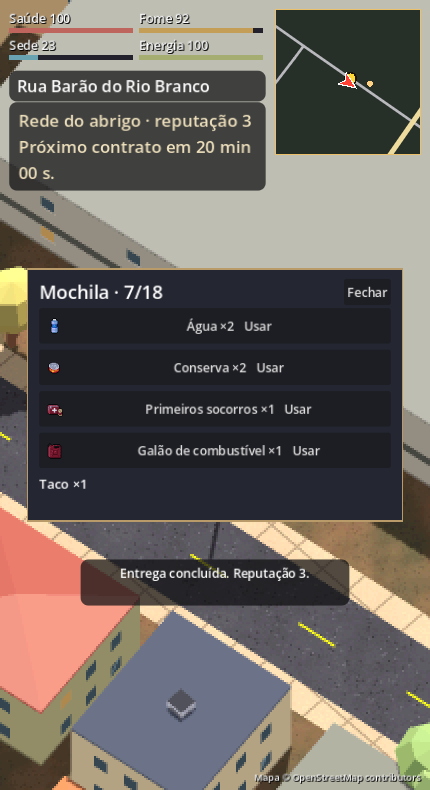 Saúde 100 Fome 92
Sede 23 Energia 100
Rua Barão do Rio Branco
Rede do abrigo · reputação 3
Próximo contrato em 20 min
00 s.
Mochila · 7/18 Fechar
Água ×2 Usar
Conserva ×2 Usar
Primeiros socorros ×1 Usar
Galão de combustível ×1 Usar
Taco ×1
Entrega concluída. Reputação 3.
Mapa © OpenStreetMap contributors